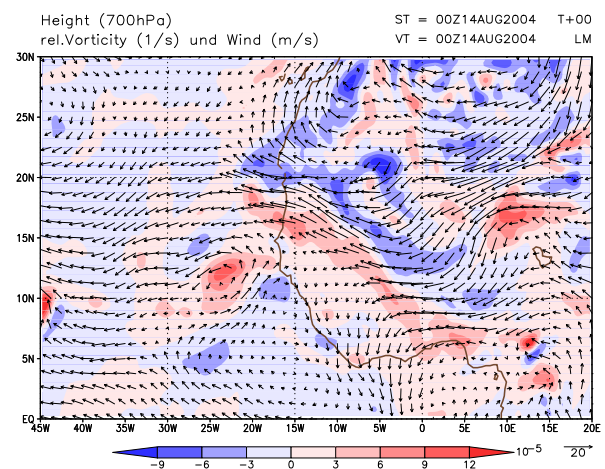 Height (700hPa) ST = 00Z14AUG2004 T+00
rel.Vorticity (1/s) und Wind (m/s) VT = 00Z14AUG2004 LM
30N
25N
20N
15N
10N
5N
EQ
45W 40W 35W 30W 25W 20W 15W 10W 5W 0 5E 10E 15E 20E
-9 -6 -3 0 3 6 9 12 10-5 20